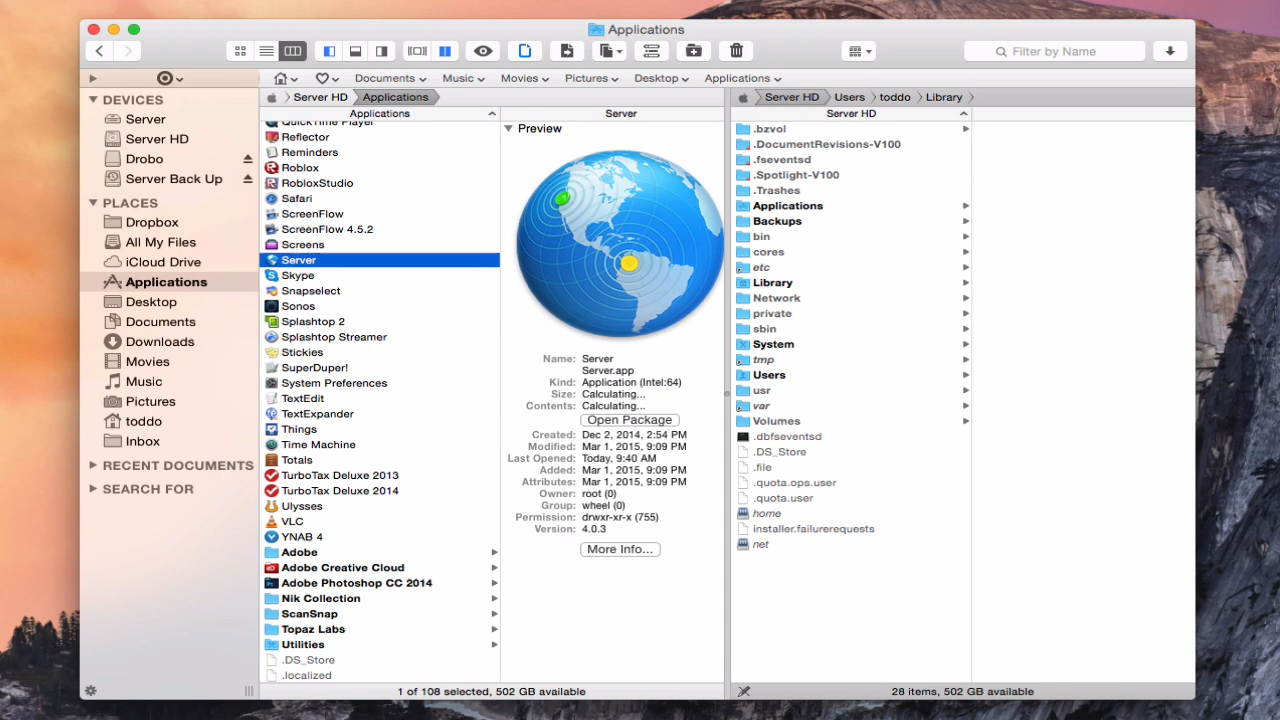 Applications
Filter by Name
Documents
Music
Movies
Pictures
Desktop
Applications
DEVICES
Server
Server HD
Drobo
Server Back Up
PLACES
Dropbox
All My Files
iCloud Drive
Applications
Desktop
Documents
Downloads
Movies
Music
Pictures
toddo
Inbox
RECENT DOCUMENTS
SEARCH FOR
Server HD Applications
Applications
QuickTime Player
Reflector
Reminders
Roblox
RobloxStudio
Safari
ScreenFlow
ScreenFlow 4.5.2
Screens
Server
Skype
Snapselect
Sonos
Splashtop 2
Splashtop Streamer
Stickies
SuperDuper!
System Preferences
TextEdit
TextExpander
Things
Time Machine
Totals
TurboTax Deluxe 2013
TurboTax Deluxe 2014
Ulysses
VLC
YNAB 4
Adobe
Adobe Creative Cloud
Adobe Photoshop CC 2014
Nik Collection
ScanSnap
Topaz Labs
Utilities
.DS_Store
.localized
1 of 108 selected, 502 GB available
Server
Preview
Name: Server
Server.app
Kind: Application (Intel:64)
Size: Calculating...
Contents: Calculating...
Open Package
Created: Dec 2, 2014, 2:54 PM
Modified: Mar 1, 2015, 9:09 PM
Last Opened: Today, 9:40 AM
Added: Mar 1, 2015, 9:09 PM
Attributes: Mar 1, 2015, 9:09 PM
Owner: root (0)
Group: wheel (0)
Permission: drwxr-xr-x (755)
Version: 4.0.3
More Info...
Server HD Users toddo Library
Server HD
.bzvol
.DocumentRevisions-V100
.fseventsd
.Spotlight-V100
.Trashes
Applications
Backups
bin
cores
etc
Library
Network
private
sbin
System
tmp
Users
usr
var
Volumes
.dbfseventsd
.DS_Store
.file
.quota.ops.user
.quota.user
home
installer.failurerequests
net
28 items, 502 GB available